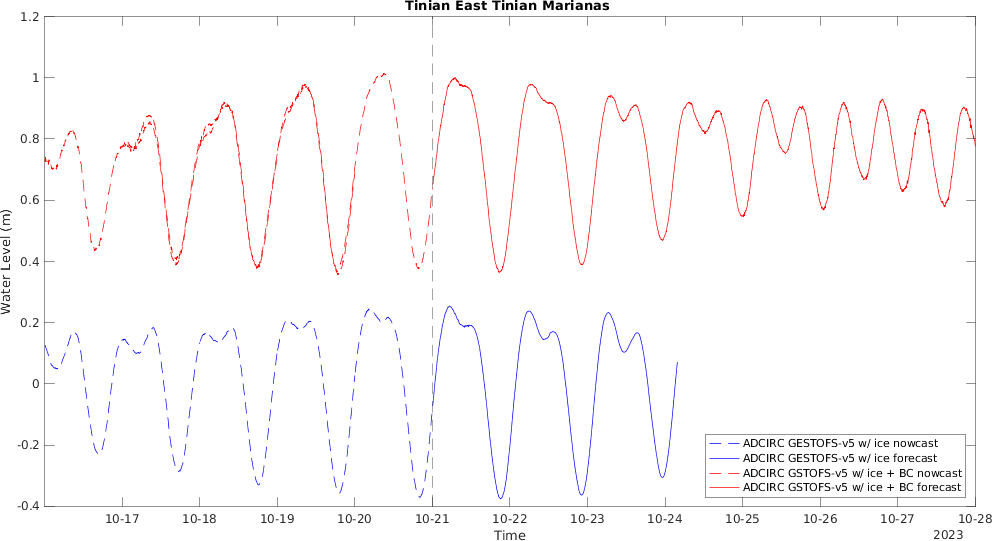 Tinian East Tinian Marianas
1.2
1
0.8
0.6
0.4
0.2
0
-0.2
-0.4
Water Level (m)
ADCIRC GESTOFS-v5 w/ ice nowcast
ADCIRC GESTOFS-v5 w/ ice forecast
ADCIRC GSTOFS-v5 w/ ice + BC nowcast
ADCIRC GSTOFS-v5 w/ ice + BC forecast
10-17 10-18 10-19 10-20 10-21 10-22 10-23 10-24 10-25 10-26 10-27 10-28
Time
2023